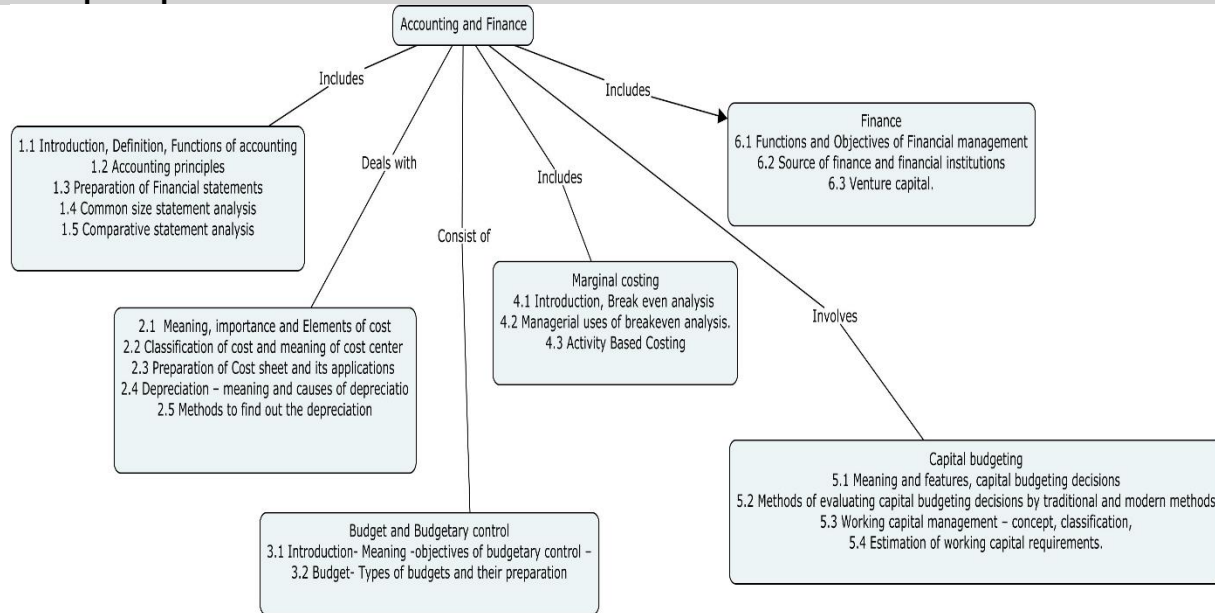 Accounting and Finance
Includes
Includes
1.1 Introduction, Definition, Functions of accounting
1.2 Accounting principles
1.3 Preparation of Financial statements
1.4 Common size statement analysis
1.5 Comparative statement analysis
Finance
6.1 Functions and Objectives of Financial management
6.2 Source of finance and financial institutions
6.3 Venture capital.
Deals with
Includes
Consist of
Marginal costing
4.1 Introduction, Break even analysis
4.2 Managerial uses of breakeven analysis.
4.3 Activity Based Costing
Involves
2.1 Meaning, importance and Elements of cost
2.2 Classification of cost and meaning of cost center
2.3 Preparation of Cost sheet and its applications
2.4 Depreciation – meaning and causes of depreciatio
2.5 Methods to find out the depreciation
Capital budgeting
5.1 Meaning and features, capital budgeting decisions
5.2 Methods of evaluating capital budgeting decisions by traditional and modern methods
5.3 Working capital management – concept, classification,
5.4 Estimation of working capital requirements.
Budget and Budgetary control
3.1 Introduction- Meaning -objectives of budgetary control –
3.2 Budget- Types of budgets and their preparation